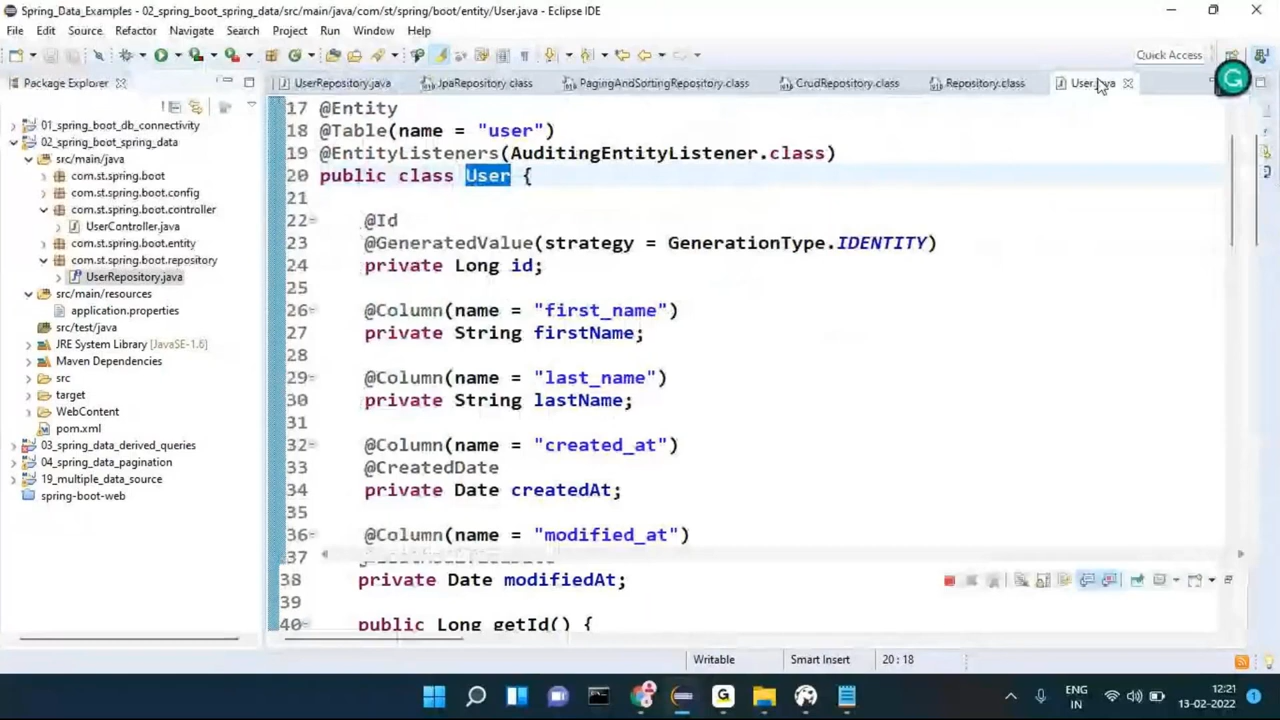 Spring_Data_Examples - 02_spring_boot_spring_data/src/main/java/com/st/spring/boot/entity/User.java - Eclipse IDE
File Edit Source Refactor Navigate Search Project Run Window Help
Quick Access
Package Explorer
UserRepository.java JpaRepository.class PagingAndSortingRepository.class CrudRepository.class Repository.class User.java
01_spring_boot_db_connectivity
02_spring_boot_spring_data
src/main/java
com.st.spring.boot
com.st.spring.boot.config
com.st.spring.boot.controller
UserController.java
com.st.spring.boot.entity
com.st.spring.boot.repository
UserRepository.java
src/main/resources
application.properties
src/test/java
JRE System Library [JavaSE-1.6]
Maven Dependencies
src
target
WebContent
pom.xml
03_spring_data_derived_queries
04_spring_data_pagination
19_multiple_data_source
spring-boot-web
17 @Entity
18 @Table(name = "user")
19 @EntityListeners(AuditingEntityListener.class)
20 public class User {
21
22 @Id
23 @GeneratedValue(strategy = GenerationType.IDENTITY)
24 private Long id;
25
26 @Column(name = "first_name")
27 private String firstName;
28
29 @Column(name = "last_name")
30 private String lastName;
31
32 @Column(name = "created_at")
33 @CreatedDate
34 private Date createdAt;
35
36 @Column(name = "modified_at")
37
38 private Date modifiedAt;
39
40 public Long getId() {
Writable Smart Insert 20 : 18
ENG
IN
12:21
13-02-2022